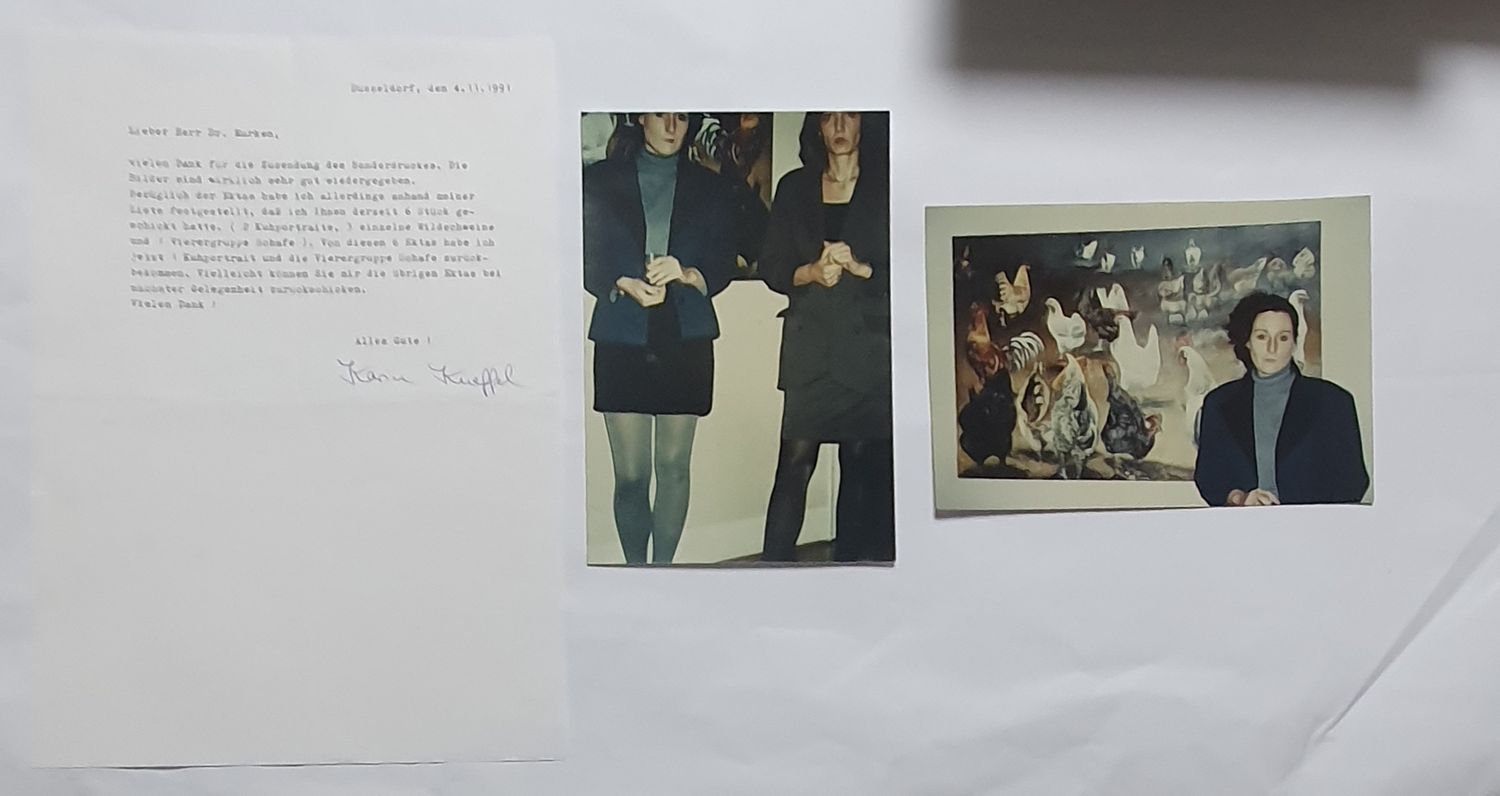 Düsseldorf, den 4.11.1991
Lieber Herr Dr. Murken,
vielen Dank für die Zusendung des Sonderdruckes. Die
Bilder sind wirklich sehr gut wiedergegeben.
Bezüglich der Ektas habe ich allerdings anhand meiner
Liste festgestellt, daß ich Ihnen derzeit 6 Stück ge-
schickt hatte. ( 2 Kuhportraits, 3 einzelne Wildschweine
und 1 Vierergruppe Schafe ). Von diesen 6 Ektas habe ich
jetzt 1 Kuhportrait und die Vierergruppe Schafe zurück-
bekommen. Vielleicht können Sie mir die übrigen Ektas bei
nächster Gelegenheit zurückschicken.
Vielen Dank !
Alles Gute !
Karin Kneffel